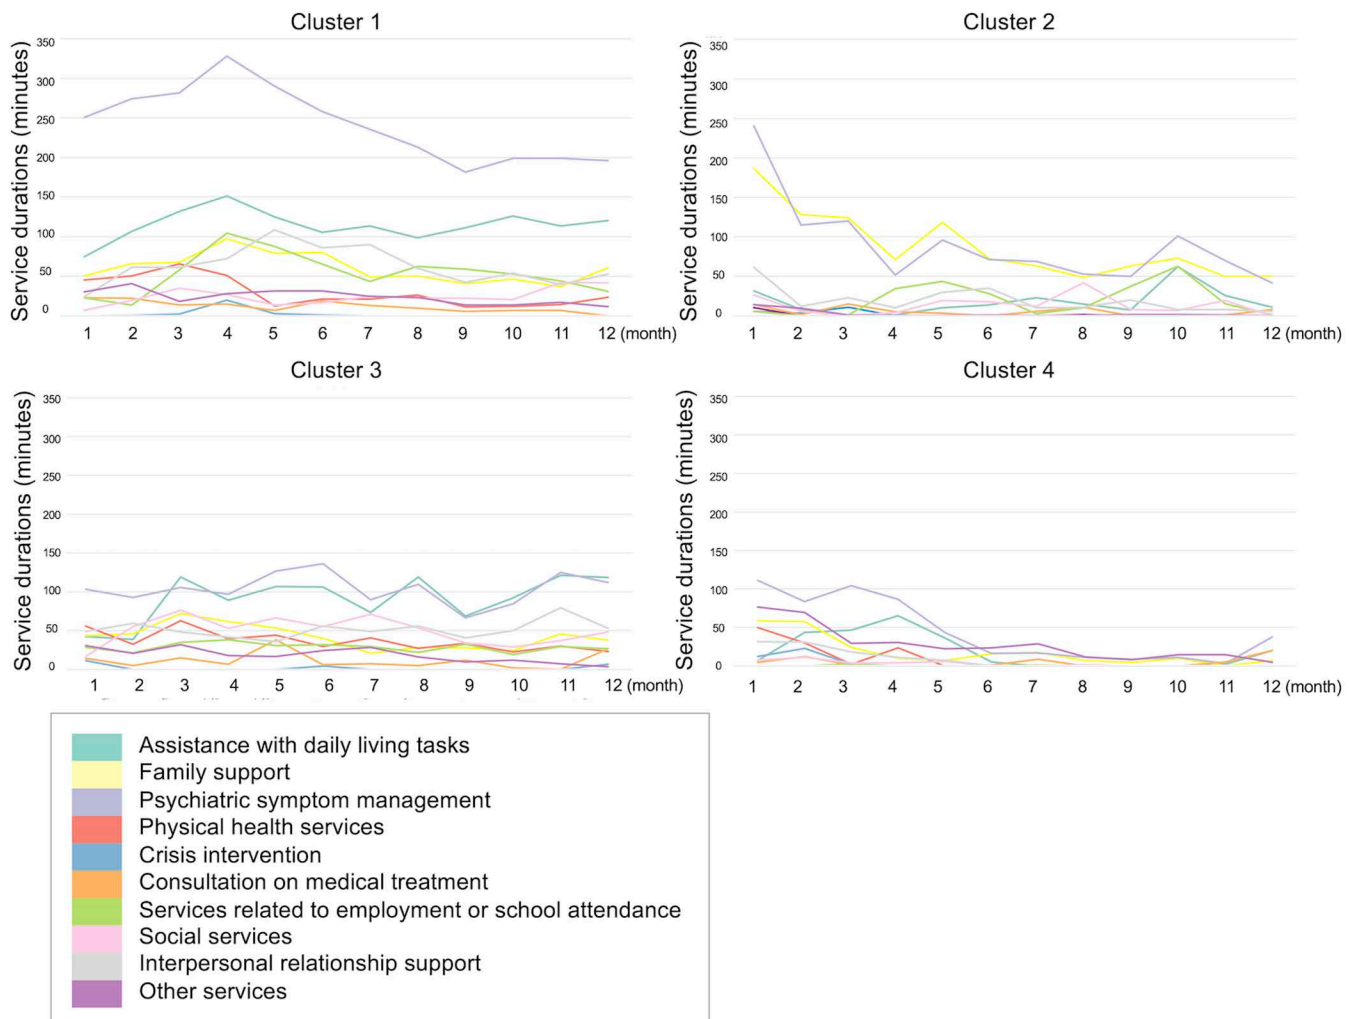 Cluster 1
Service durations (minutes)
350
300
250
200
150
100
50
0
1 2 3 4 5 6 7 8 9 10 11 12 (month)
Cluster 2
Service durations (minutes)
350
300
250
200
150
100
50
0
1 2 3 4 5 6 7 8 9 10 11 12 (month)
Cluster 3
Service durations (minutes)
350
300
250
200
150
100
50
0
1 2 3 4 5 6 7 8 9 10 11 12 (month)
Cluster 4
Service durations (minutes)
350
300
250
200
150
100
50
0
1 2 3 4 5 6 7 8 9 10 11 12 (month)
Assistance with daily living tasks
Family support
Psychiatric symptom management
Physical health services
Crisis intervention
Consultation on medical treatment
Services related to employment or school attendance
Social services
Interpersonal relationship support
Other services